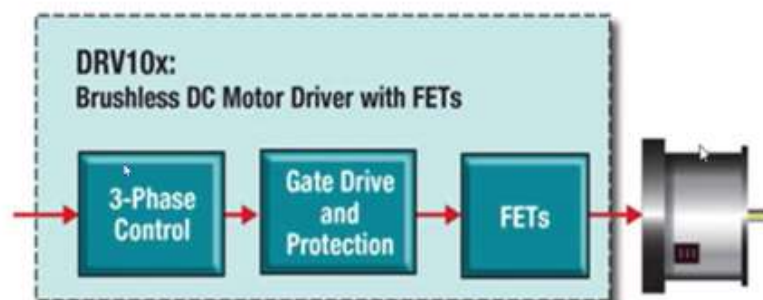 DRV10x:
Brushless DC Motor Driver with FETs
3-Phase
Control
Gate Drive
and
Protection
FETs